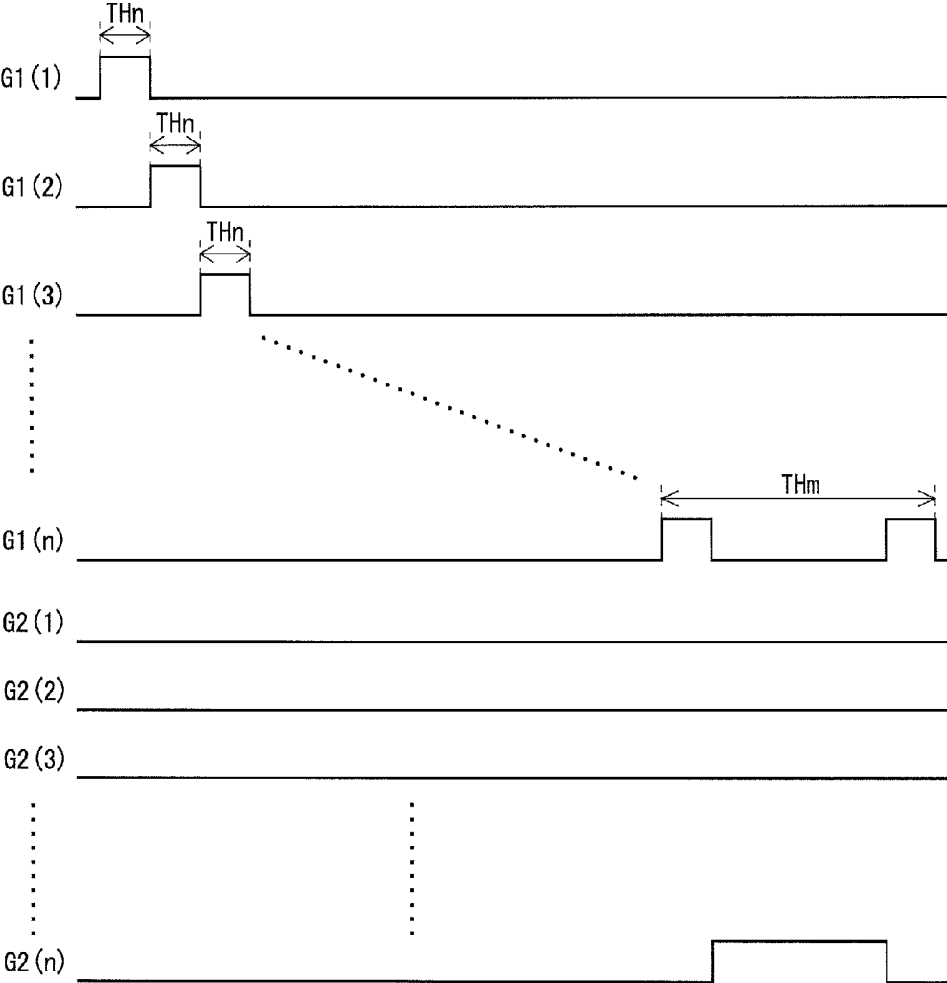 THn
G1(1)
THn
G1(2)
THn
G1(3)
THm
G1(n)
G2(1)
G2(2)
G2(3)
G2(n)